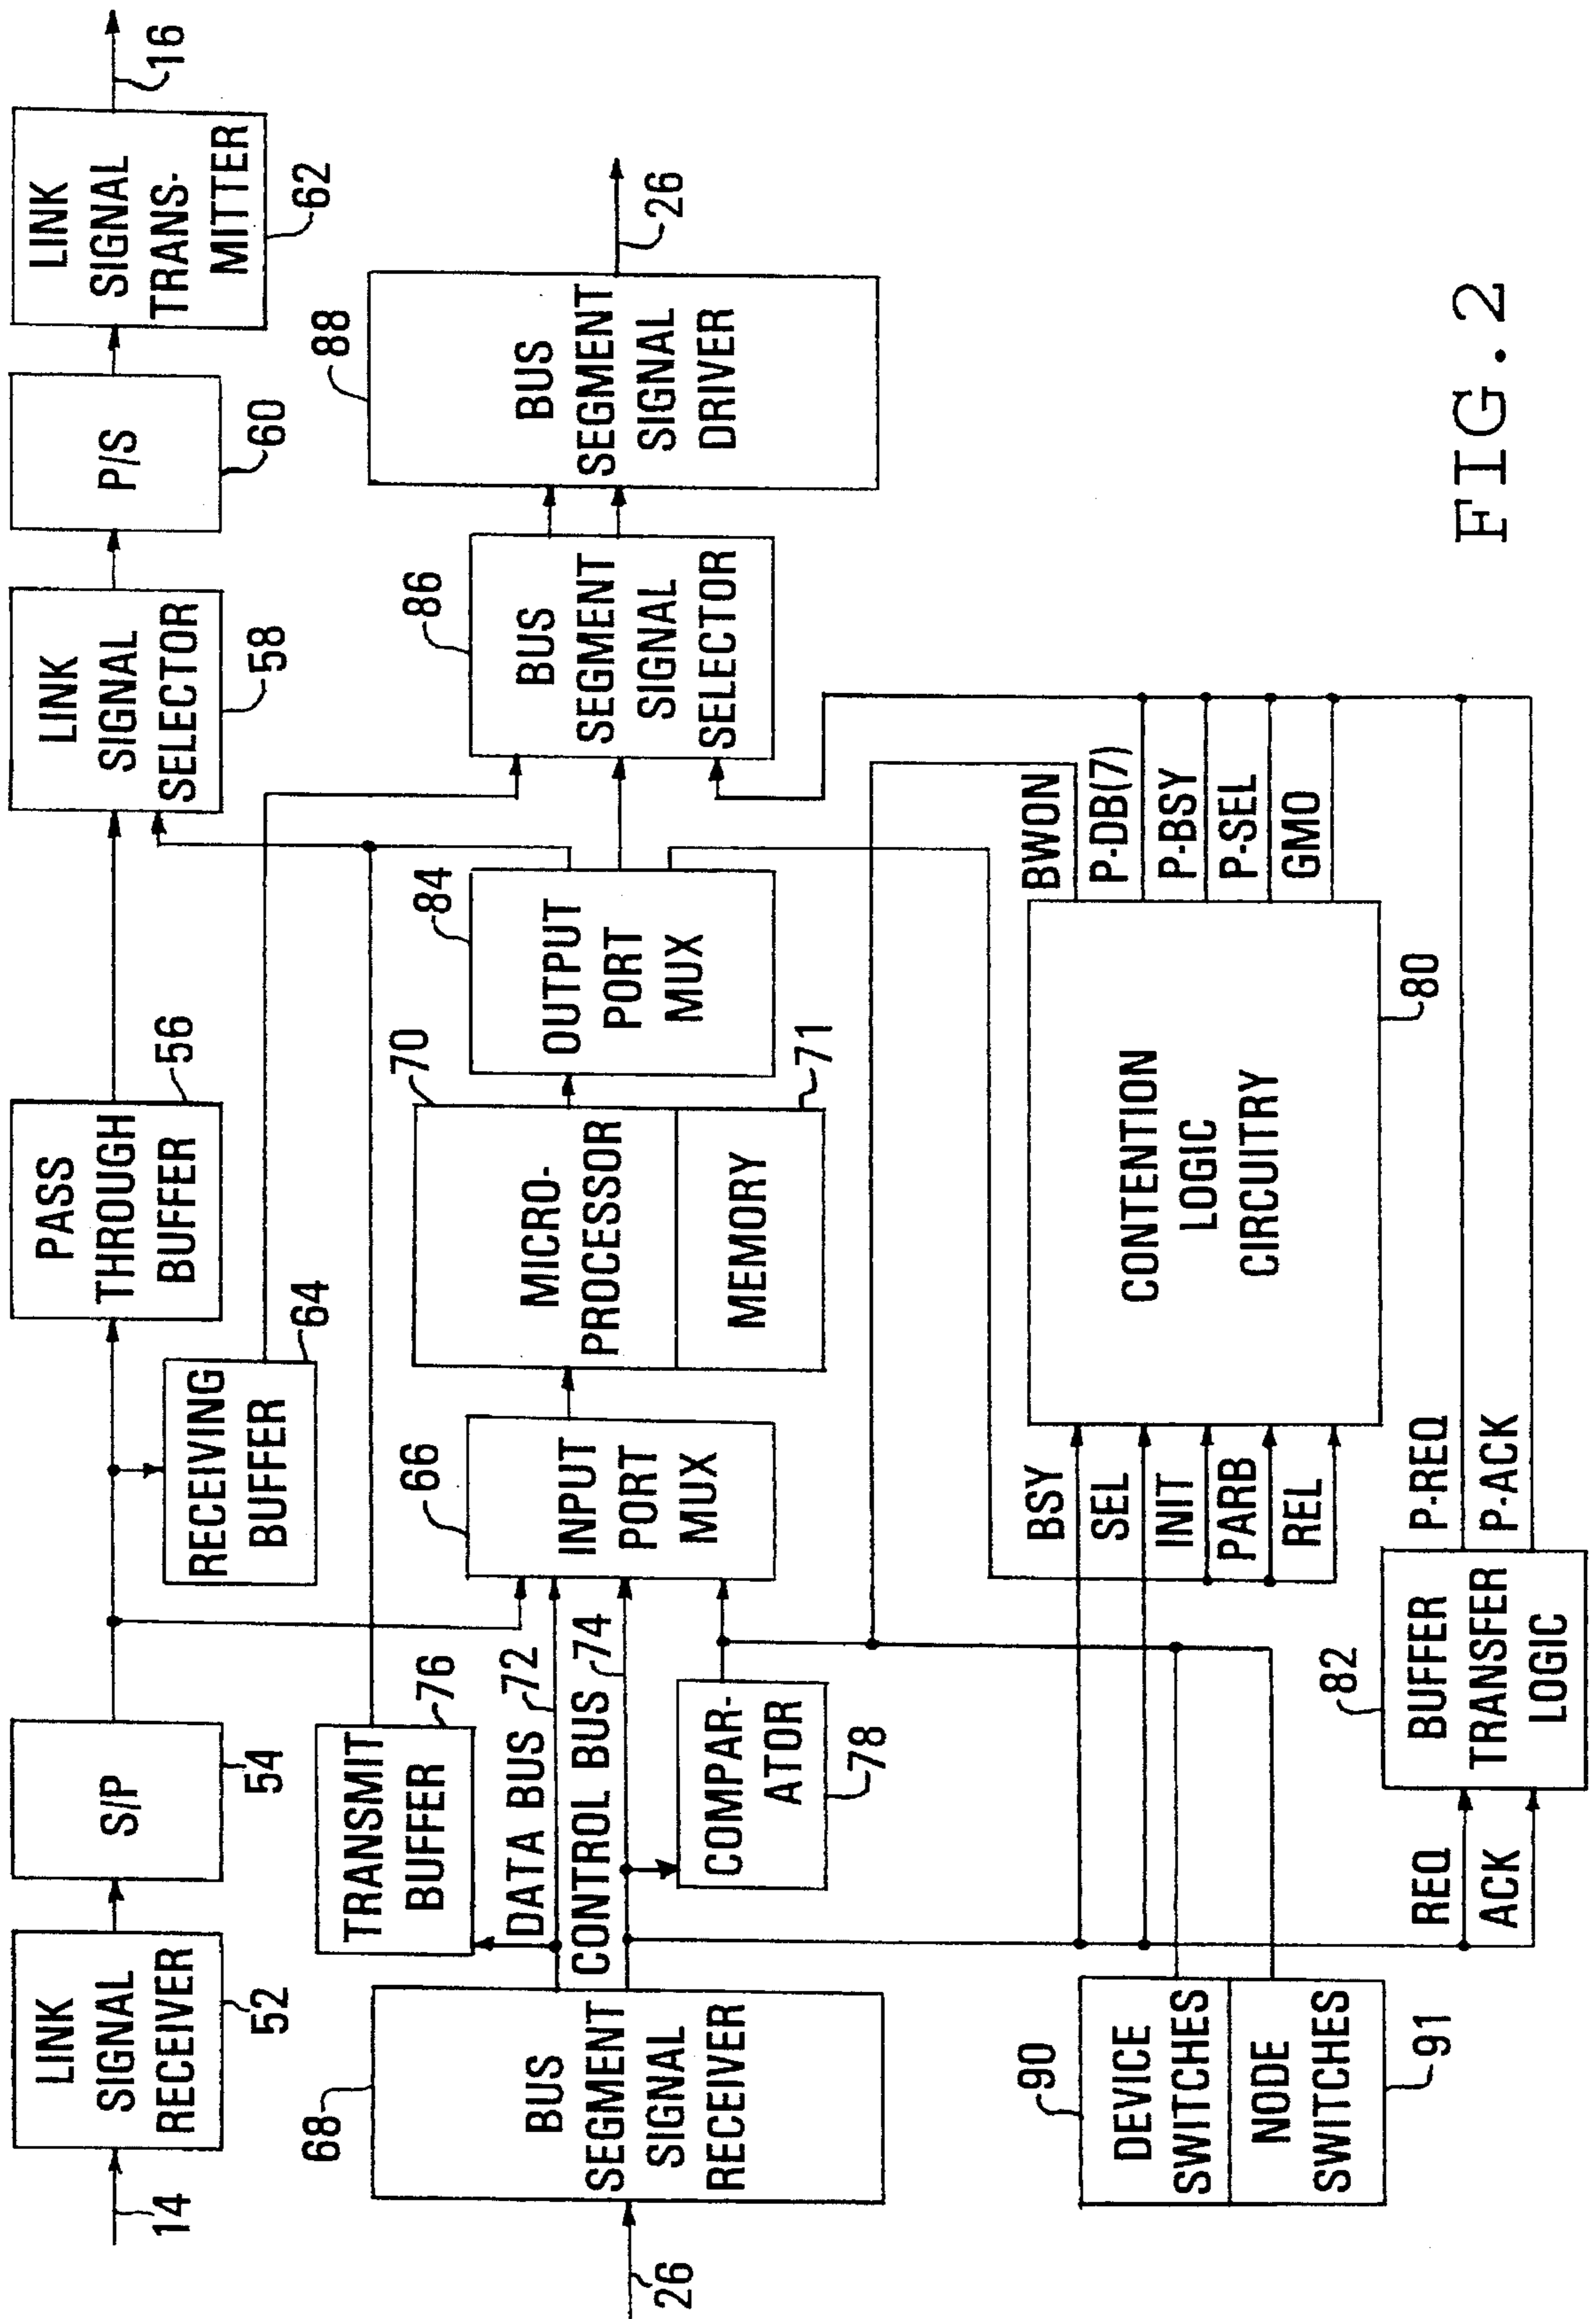 14
LINK
SIGNAL
RECEIVER
52
S/P
54
PASS
THROUGH
BUFFER
56
LINK
SIGNAL
SELECTOR
58
P/S
60
LINK
SIGNAL
TRANS-
MITTER
62
16
RECEIVING
BUFFER
64
TRANSMIT
BUFFER
76
26
68
BUS
SEGMENT
SIGNAL
RECEIVER
DATA BUS
72
CONTROL BUS
74
COMPAR-
ATOR
78
66
INPUT
PORT
MUX
70
MICRO-
PROCESSOR
MEMORY
71
84
OUTPUT
PORT
MUX
86
BUS
SEGMENT
SIGNAL
SELECTOR
88
BUS
SEGMENT
SIGNAL
DRIVER
26
90
DEVICE
SWITCHES
NODE
SWITCHES
91
BSY
SEL
INIT
PARB
REL
CONTENTION
LOGIC
CIRCUITRY
80
BWON
P-DB(7)
P-BSY
P-SEL
GMO
REQ
ACK
82
BUFFER
TRANSFER
LOGIC
P-REQ
P-ACK
FIG.2